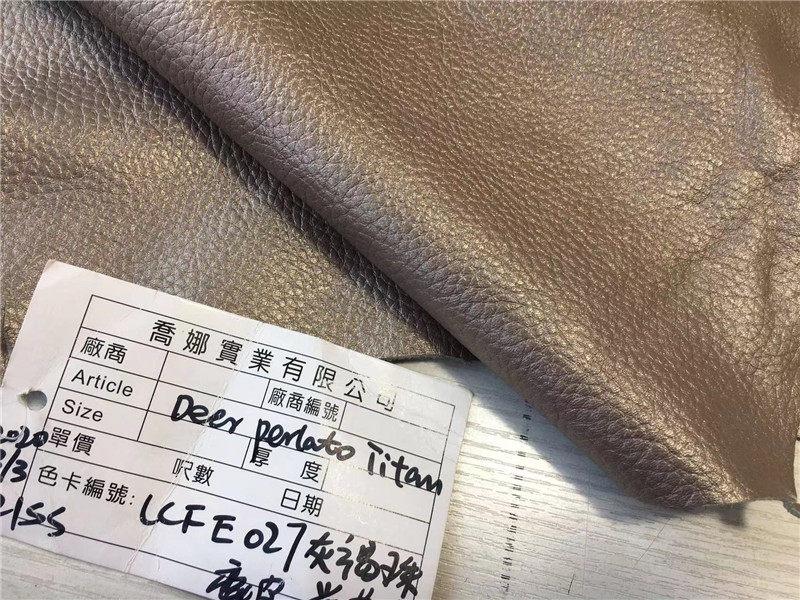 喬娜實業有限公司
廠商 廠商編號
Article Deer perlato Titan
Size 厚 度
單價 呎數 日期
色卡編號: LCFE027
2020